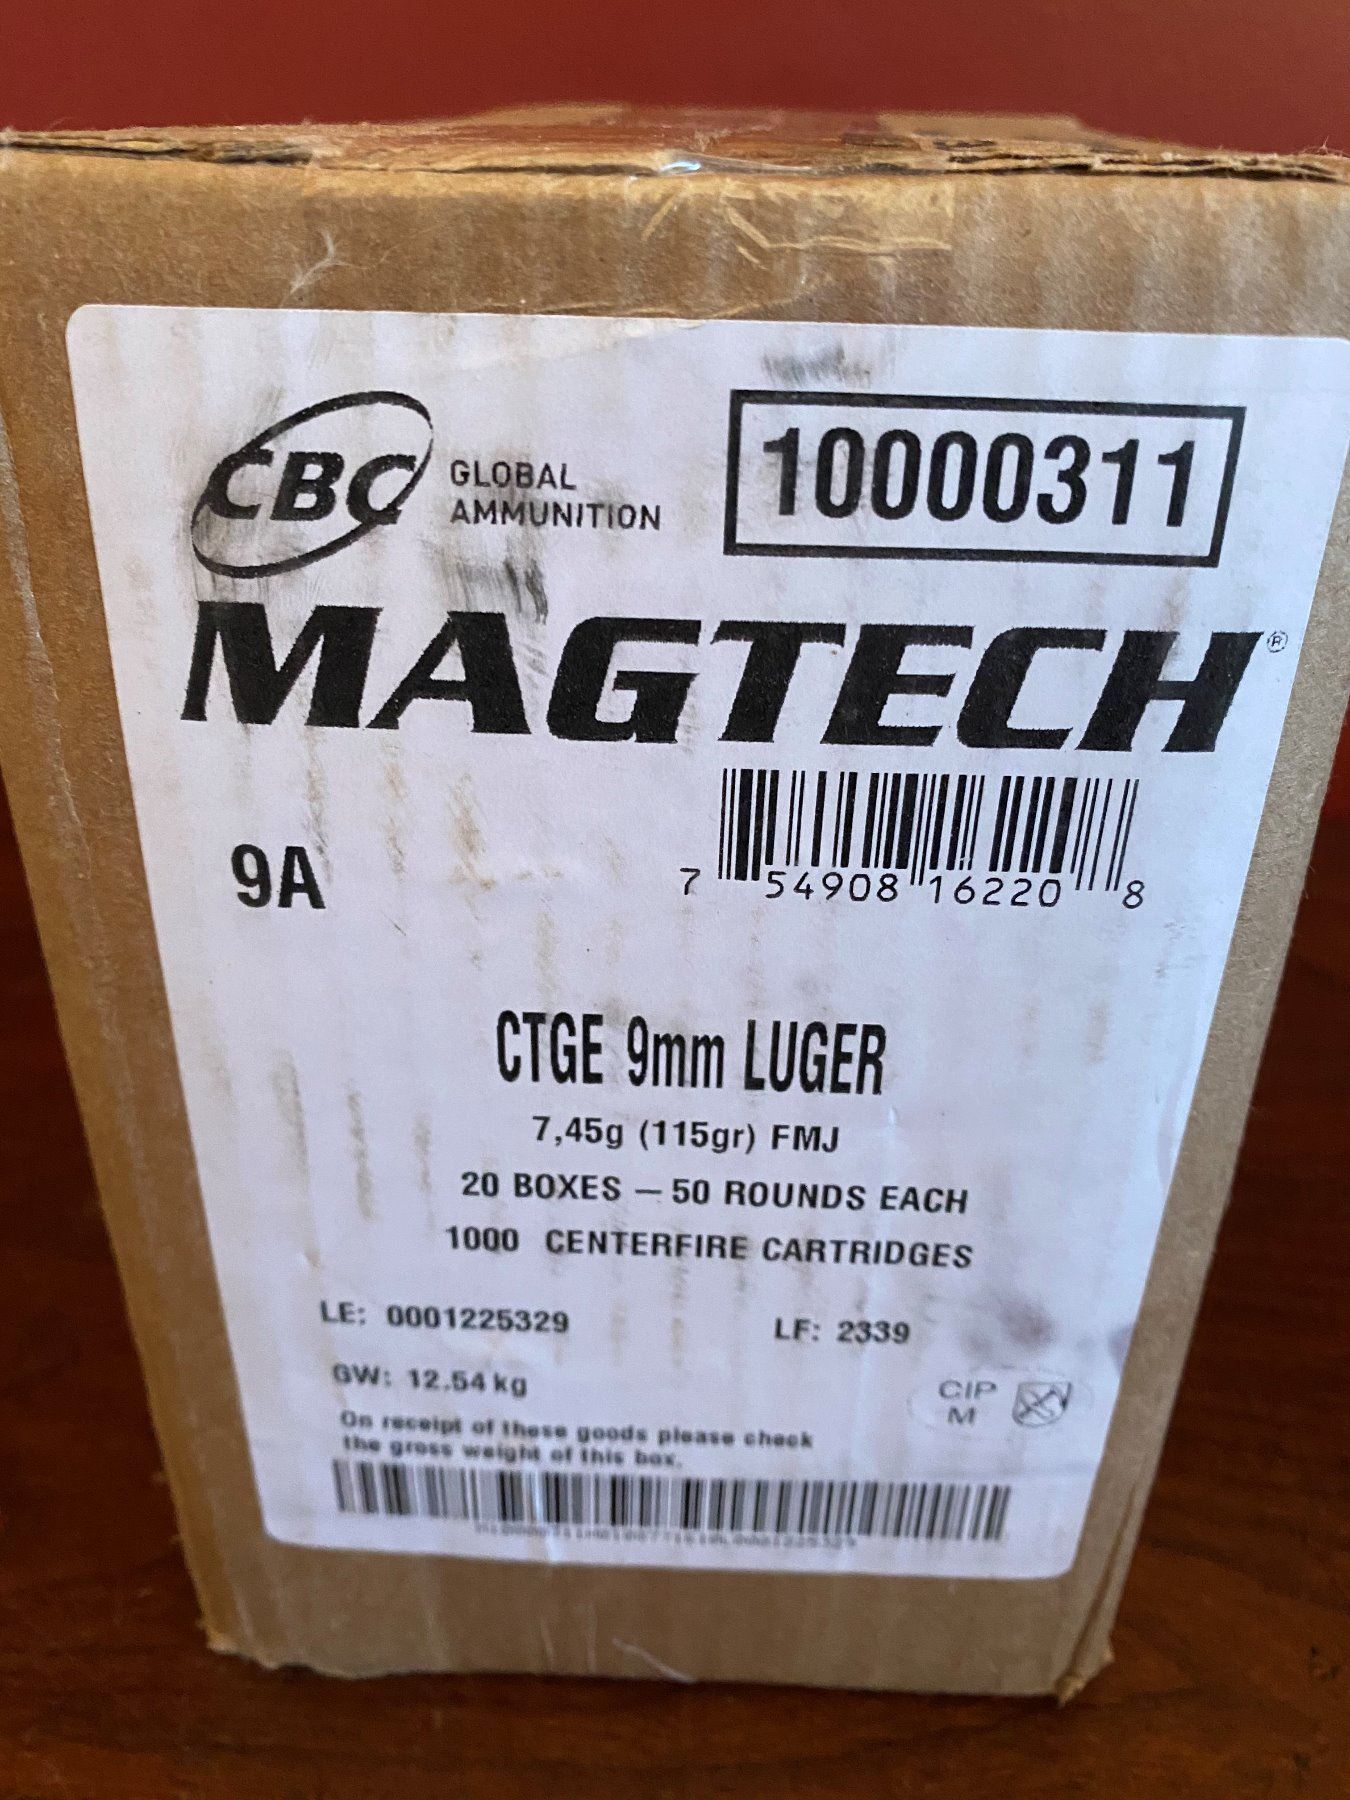 CBC GLOBAL
AMMUNITION
10000311
MAGTECH®
9A
7 54908 16220 8
CTGE 9mm LUGER
7,45g (115gr) FMJ
20 BOXES – 50 ROUNDS EACH
1000 CENTERFIRE CARTRIDGES
LE: 0001225329 LF: 2339
GW: 12.54 kg
CIP
M
On receipt of these goods please check
the gross weight of this box.